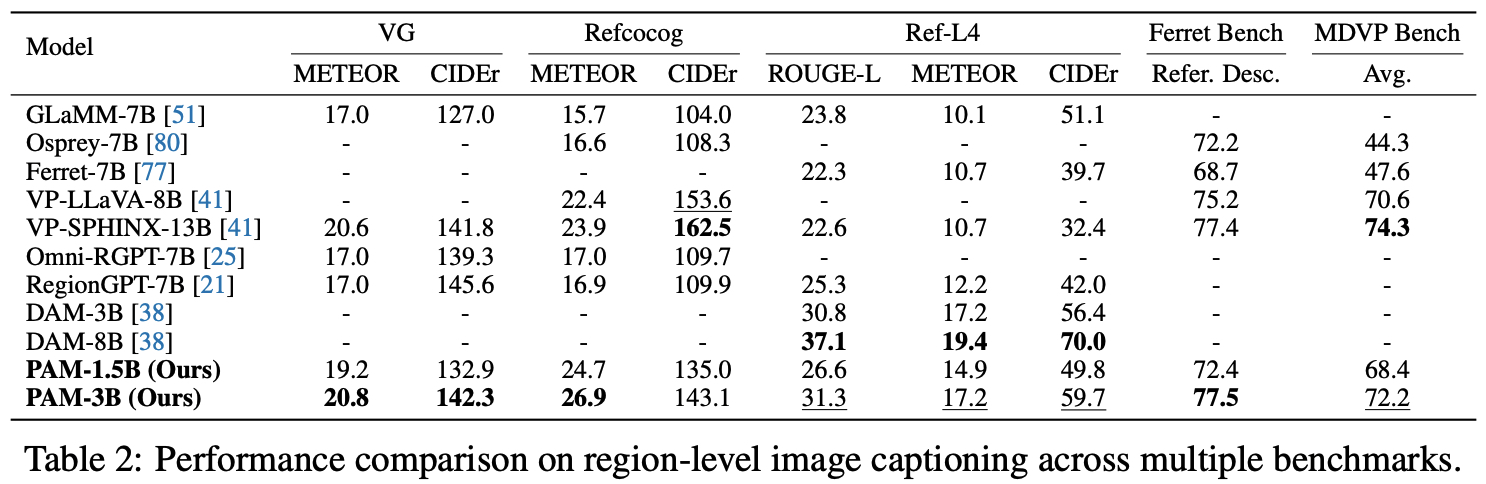 Model VG Refcocog Ref-L4 Ferret Bench MDVP Bench
METEOR CIDEr METEOR CIDEr ROUGE-L METEOR CIDEr Refer. Desc. Avg.
GLaMM-7B [51] 17.0 127.0 15.7 104.0 23.8 10.1 51.1 - -
Osprey-7B [80] - - 16.6 108.3 - - - 72.2 44.3
Ferret-7B [77] - - - - 22.3 10.7 39.7 68.7 47.6
VP-LLaVA-8B [41] - - 22.4 153.6 - - - 75.2 70.6
VP-SPHINX-13B [41] 20.6 141.8 23.9 162.5 22.6 10.7 32.4 77.4 74.3
Omni-RGPT-7B [25] 17.0 139.3 17.0 109.7 - - - - -
RegionGPT-7B [21] 17.0 145.6 16.9 109.9 25.3 12.2 42.0 - -
DAM-3B [38] - - - - 30.8 17.2 56.4 - -
DAM-8B [38] - - - - 37.1 19.4 70.0 - -
PAM-1.5B (Ours) 19.2 132.9 24.7 135.0 26.6 14.9 49.8 72.4 68.4
PAM-3B (Ours) 20.8 142.3 26.9 143.1 31.3 17.2 59.7 77.5 72.2
Table 2: Performance comparison on region-level image captioning across multiple benchmarks.